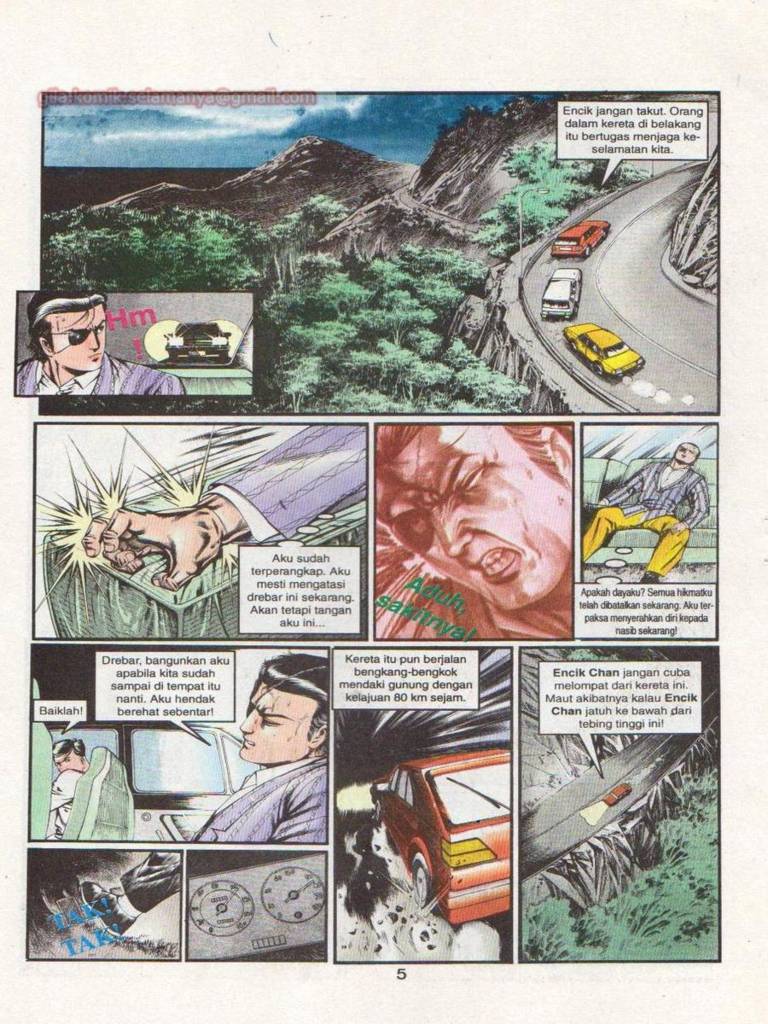 gila.komik.selamanya@gmail.com
Encik jangan takut. Orang
dalam kereta di belakang
itu bertugas menjaga ke-
selamatan kita.
Hm
!
Aku sudah
terperangkap. Aku
mesti mengatasi
drebar ini sekarang.
Akan tetapi tangan
aku ini...
Aduh,
sakitnya!
Apakah dayaku? Semua hikmatku
telah dibatalkan sekarang. Aku ter-
paksa menyerahkan diri kepada
nasib sekarang!
Drebar, bangunkan aku
apabila kita sudah
sampai di tempat itu
nanti. Aku hendak
berehat sebentar!
Baiklah!
Kereta itu pun berjalan
bengkang-bengkok
mendaki gunung dengan
kelajuan 80 km sejam.
Encik Chan jangan cuba
melompat dari kereta ini.
Maut akibatnya kalau Encik
Chan jatuh ke bawah dari
tebing tinggi ini!
TAK!
TAK!
5